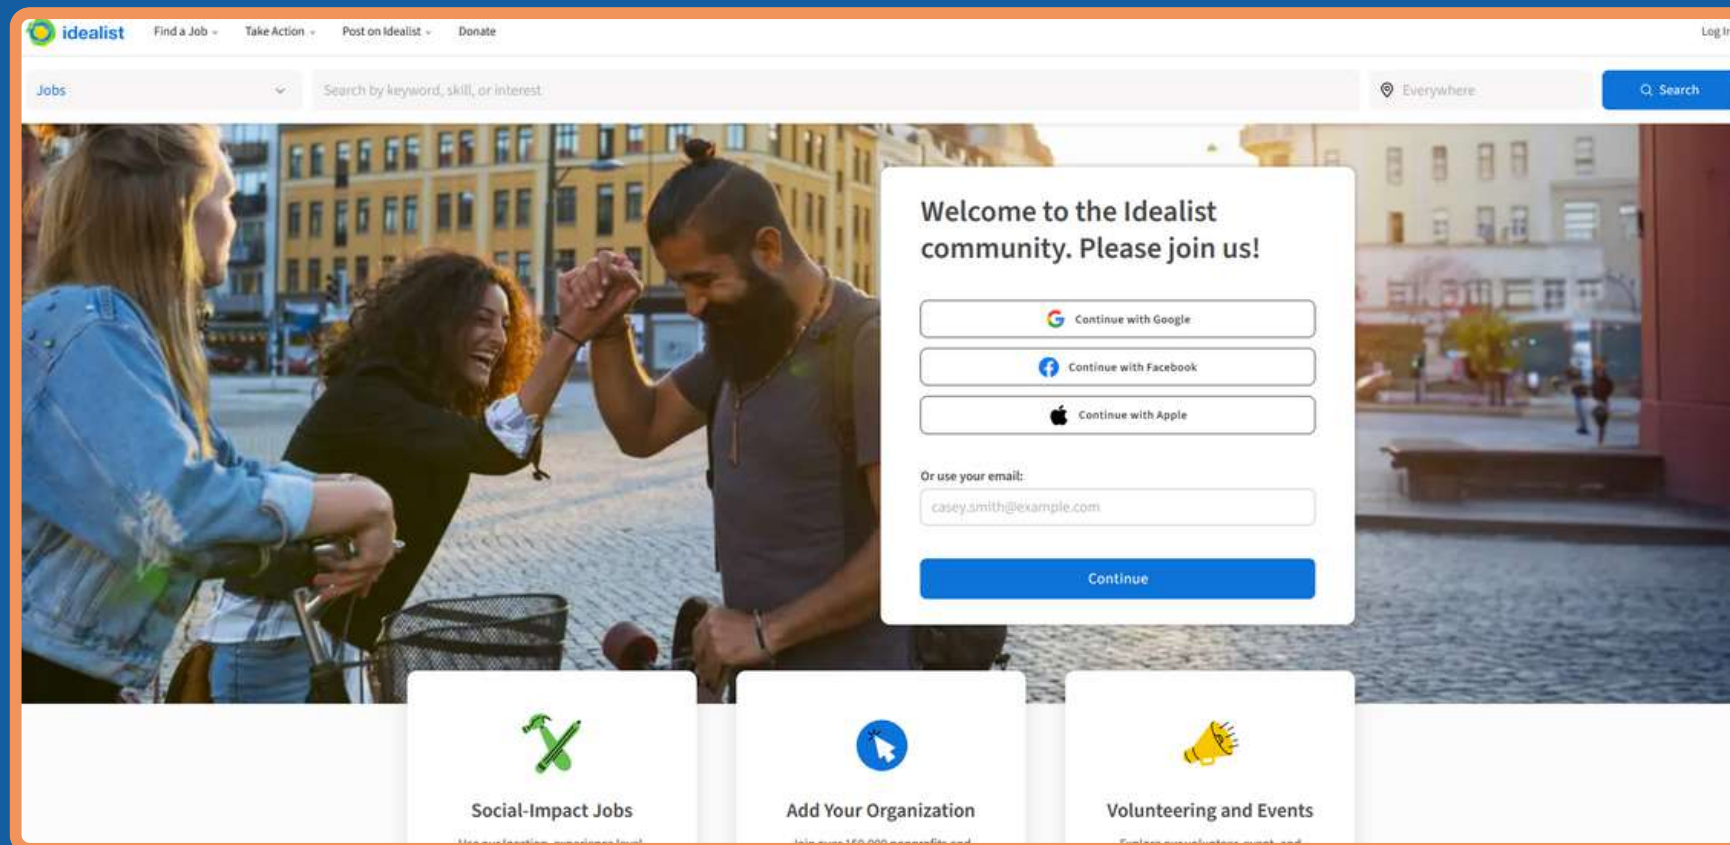 idealist
Find a Job
Take Action
Post on Idealist
Donate
Log In
Jobs
Search by keyword, skill, or interest
Everywhere
Search
Welcome to the Idealist
community. Please join us!
Continue with Google
Continue with Facebook
Continue with Apple
Or use your email:
casey.smith@example.com
Continue
Social-Impact Jobs
Add Your Organization
Volunteering and Events